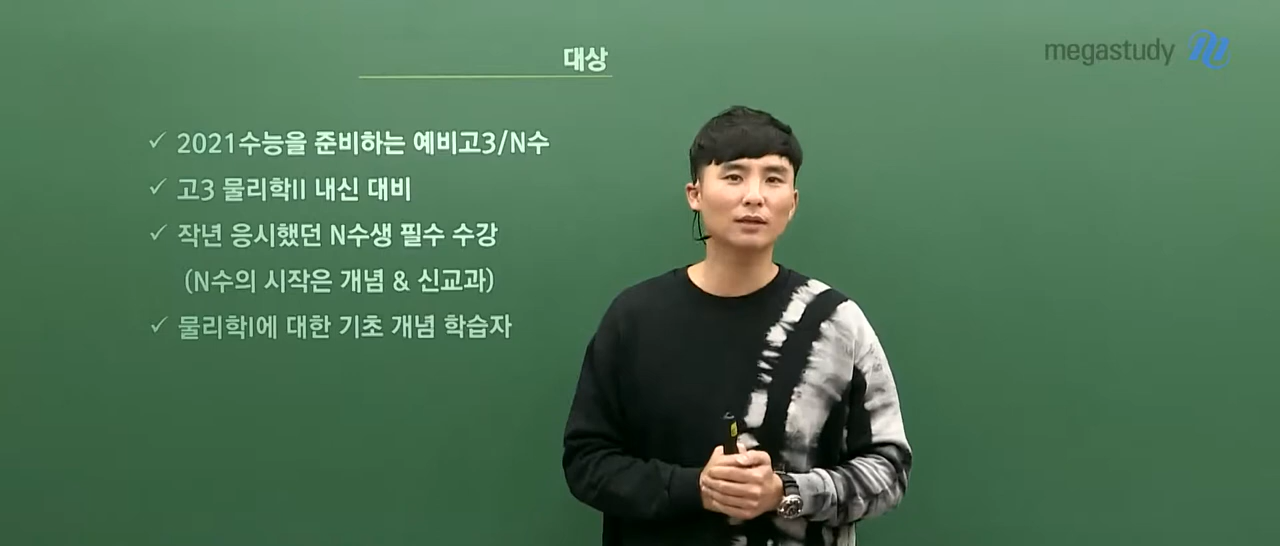 대상
megastudy
2021수능을 준비하는 예비고3/N수
고3 물리학II 내신 대비
작년 응시했던 N수생 필수 수강
(N수의 시작은 개념 & 신교과)
물리학I에 대한 기초 개념 학습자